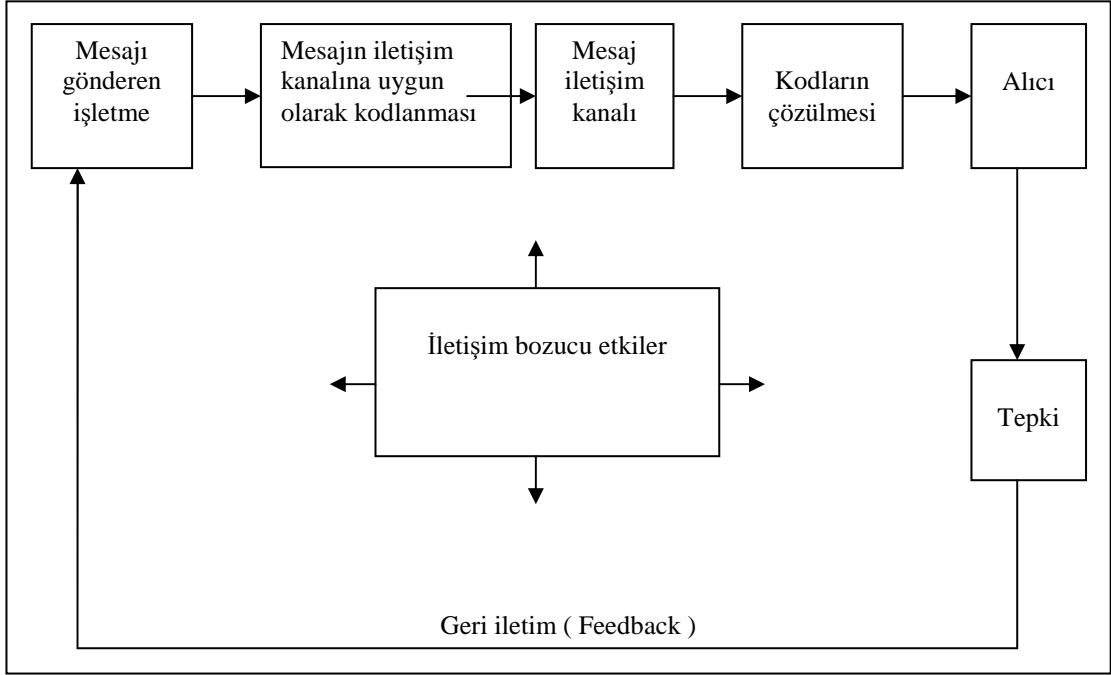 Mesajı
gönderen
işletme
Mesajın iletişim
kanalına uygun
olarak kodlanması
Mesaj
iletişim
kanalı
Kodların
çözülmesi
Alıcı
İletişim bozucu etkiler
Tepki
Geri iletim ( Feedback )